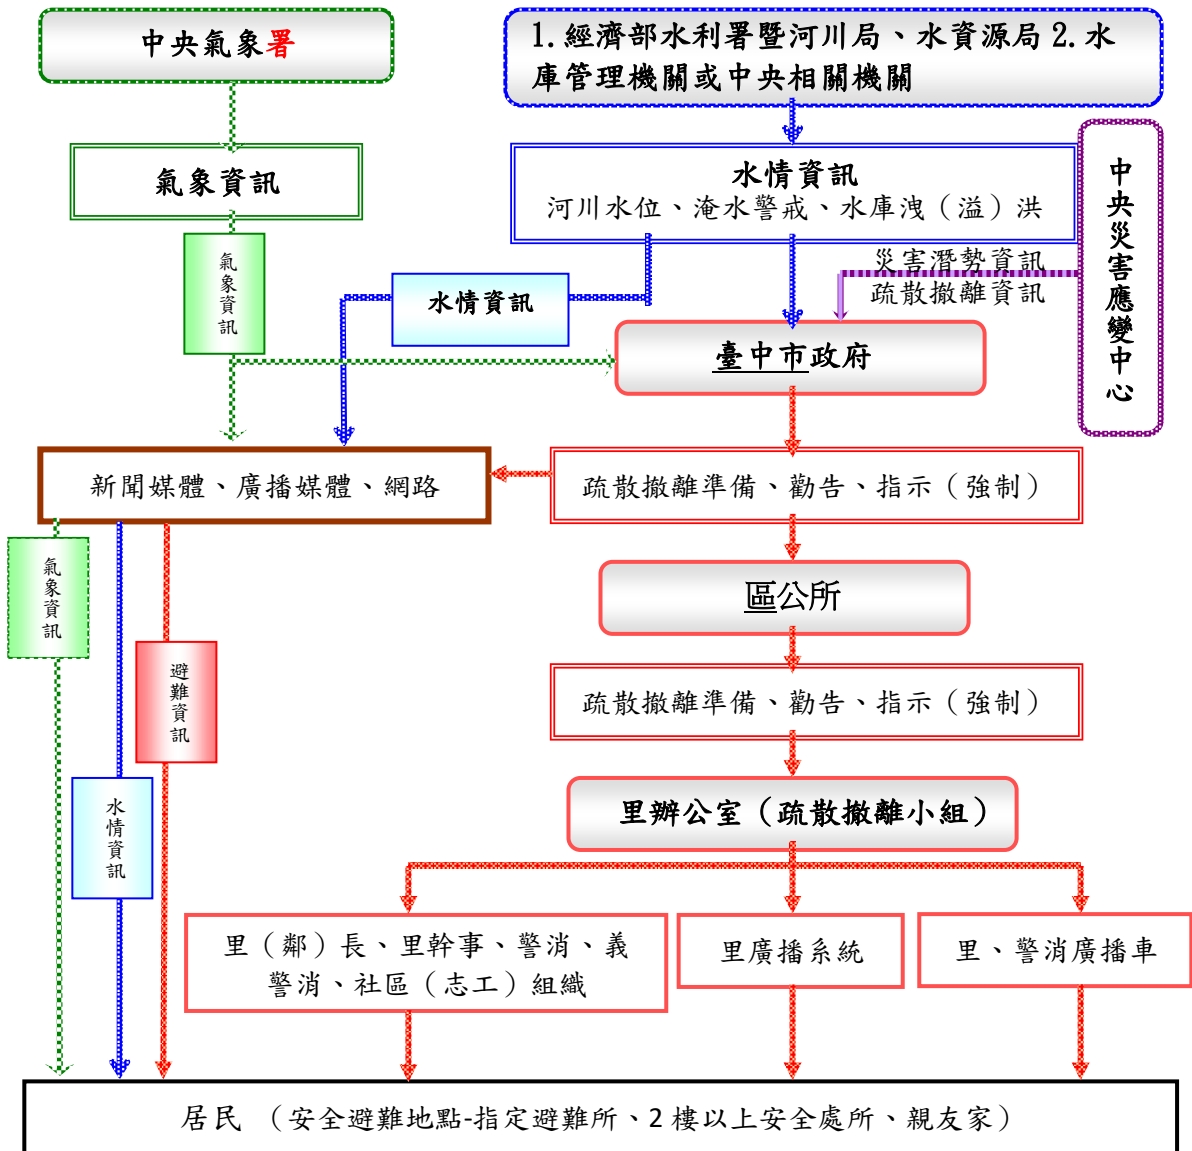 中央氣象署
1.經濟部水利署暨河川局、水資源局 2.水
庫管理機關或中央相關機關
氣象資訊
水情資訊
河川水位、淹水警戒、水庫洩（溢）洪
中央災害應變中心
氣象資訊
水情資訊
災害潛勢資訊
疏散撤離資訊
臺中市政府
新聞媒體、廣播媒體、網路
疏散撤離準備、勸告、指示（強制）
氣象資訊
區公所
避難資訊
疏散撤離準備、勸告、指示（強制）
水情資訊
里辦公室（疏散撤離小組）
里（鄰）長、里幹事、警消、義
警消、社區（志工）組織
里廣播系統
里、警消廣播車
居民 （安全避難地點-指定避難所、2 樓以上安全處所、親友家）